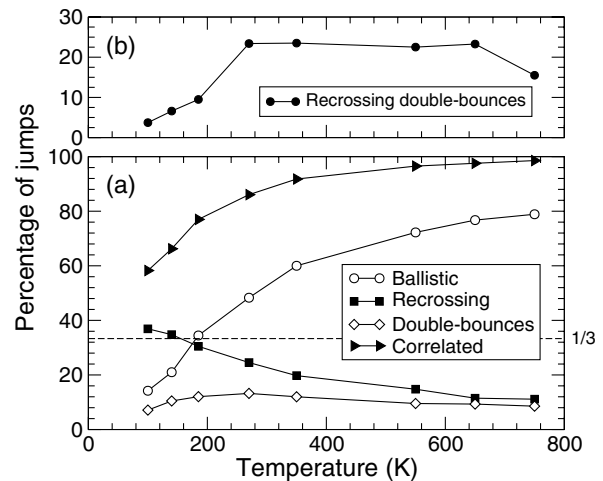 30
20
10
0
(b)
Recrossing double-bounces
Percentage of jumps
100
80
60
40
20
0
(a)
Ballistic
Recrossing
Double-bounces
Correlated
1/3
0 200 400 600 800
Temperature (K)